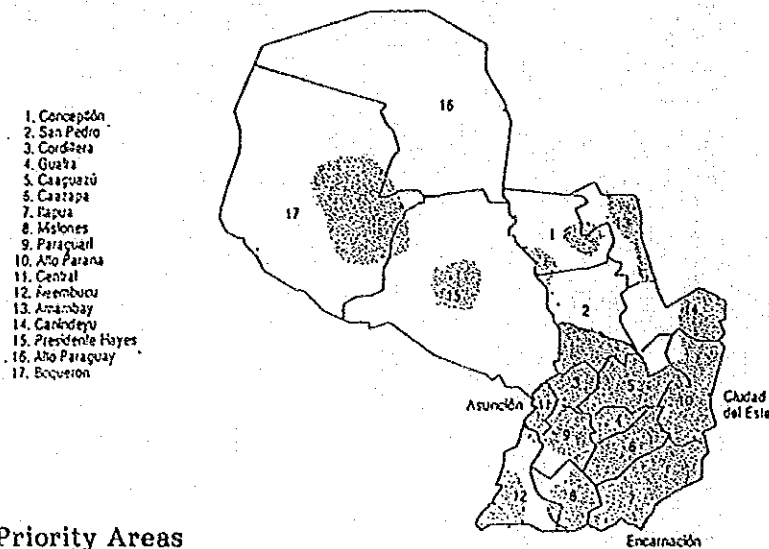 1. Concepción
2. San Pedro
3. Cordillera
4. Guaira
5. Caaguazú
6. Caazapa
7. Itapua
8. Misiones
9. Paraguarí
10. Alto Parana
11. Central
12. Ñeembucu
13. Amambay
14. Canindeyu
15. Presidente Hayes
16. Alto Paraguay
17. Boqueron
16
17
1
13
15
2
14
3
5
10
Asunción
11
Ciudad
del Este
4
9
6
12
8
7
Encarnación
Priority Areas